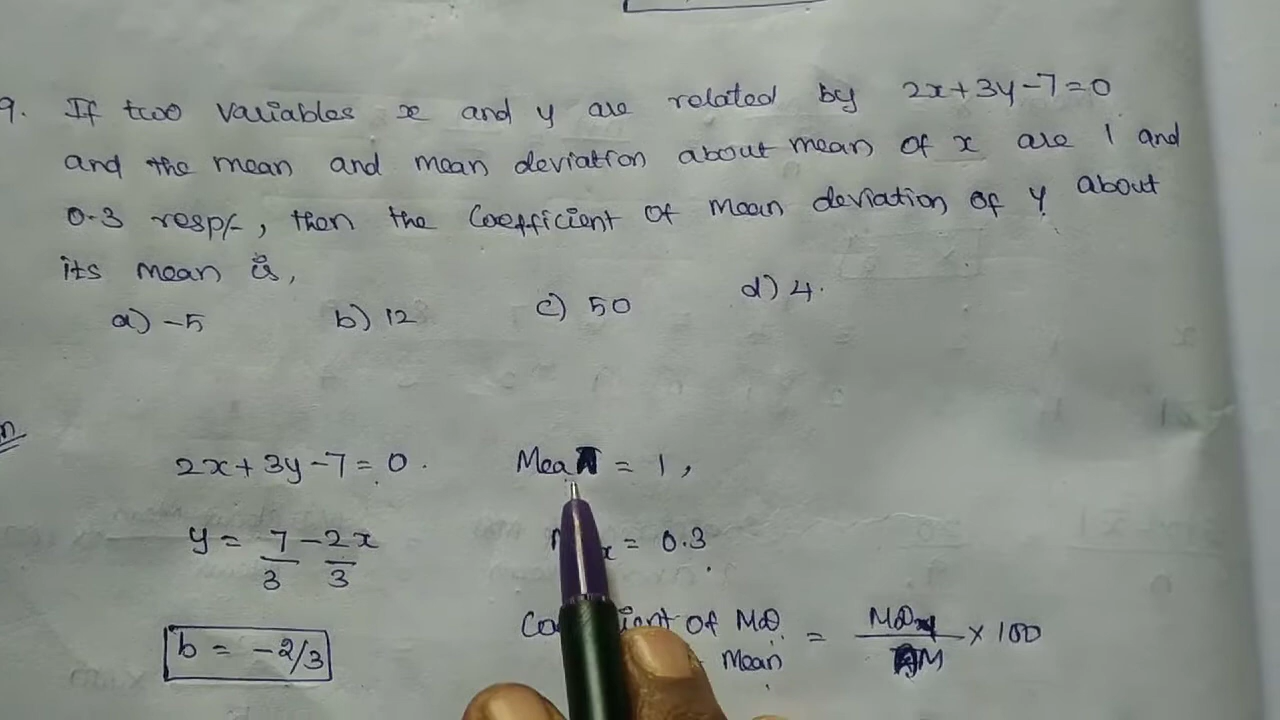 9. If two variables x and y are related by 2x+3y-7=0
and the mean and mean deviation about mean of x are 1 and
0.3 resp/-, then the coefficient of mean deviation of y about
its mean is,
a) -5 b) 12 c) 50 d) 4.
2x+3y-7=0. Mean = 1,
y = 7/3 - 2x/3 x = 0.3
b = -2/3 of MD. = MDy/AM × 100
Mean